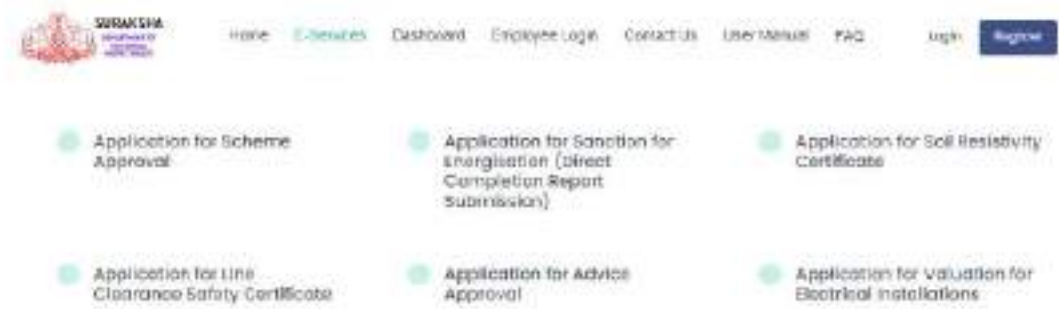 SURAKSHA
DEPARTMENT OF
Home E-Services Dashboard Employee Login Contact Us User Manual FAQ Login Register
Application for Scheme
Approval
Application for Sanction for
Energisation (Direct
Completion Report
Submission)
Application for Soil Resistivity
Certificate
Application for Line
Clearance Safety Certificate
Application for Advice
Approval
Application for Valuation for
Electrical Installations